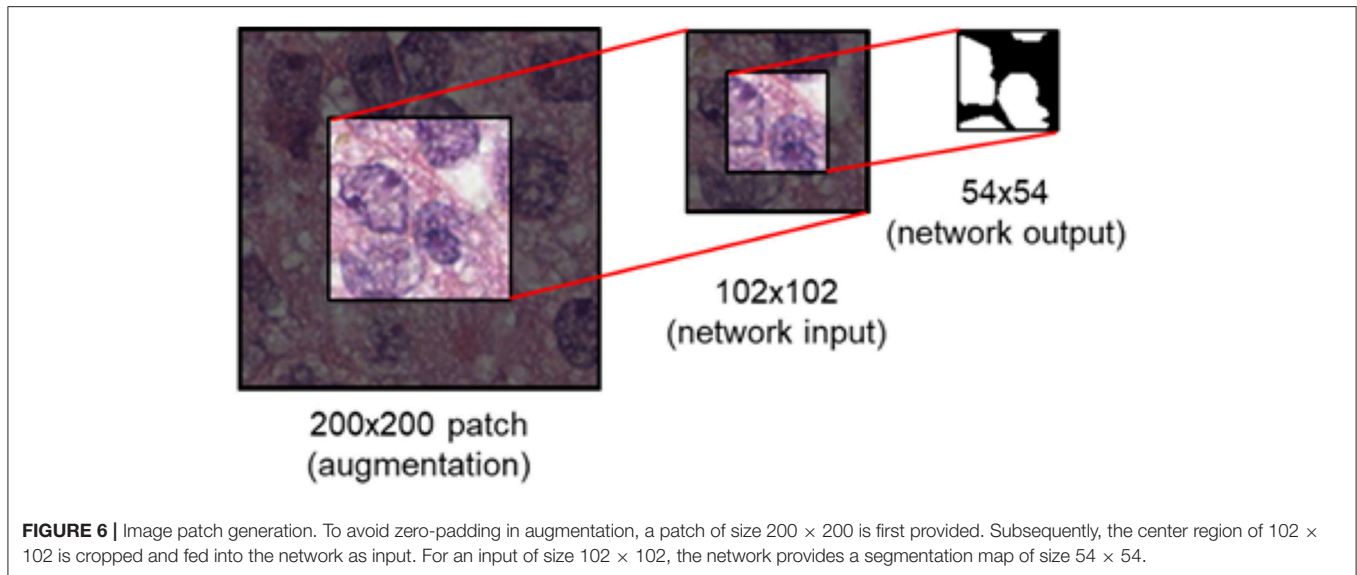 54x54
(network output)
102x102
(network input)
200x200 patch
(augmentation)
FIGURE 6 | Image patch generation. To avoid zero-padding in augmentation, a patch of size 200 × 200 is first provided. Subsequently, the center region of 102 ×
102 is cropped and fed into the network as input. For an input of size 102 × 102, the network provides a segmentation map of size 54 × 54.